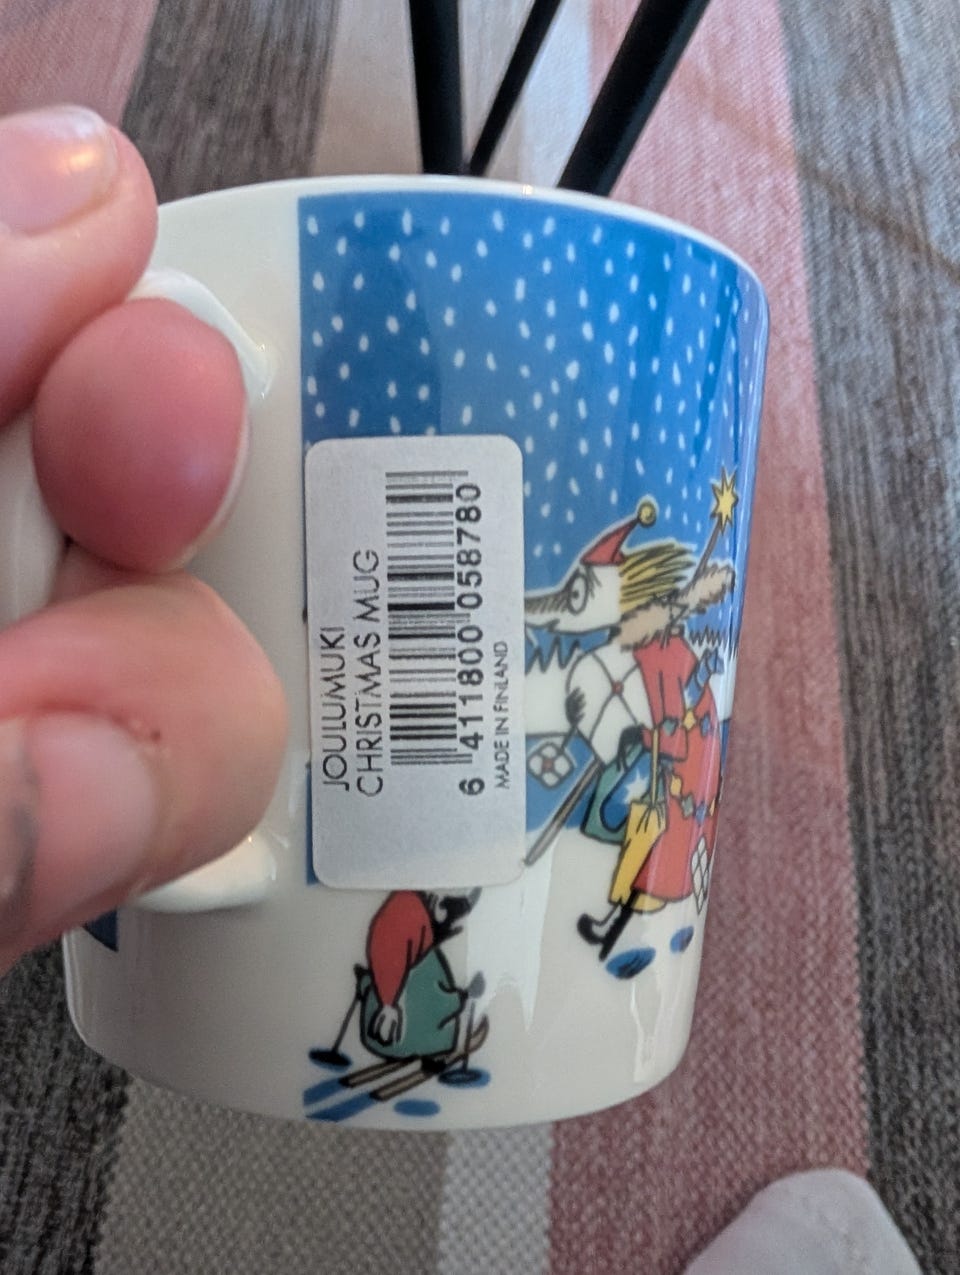 JOULUMUKI
CHRISTMAS MUG
6 411800 058780
MADE IN FINLAND